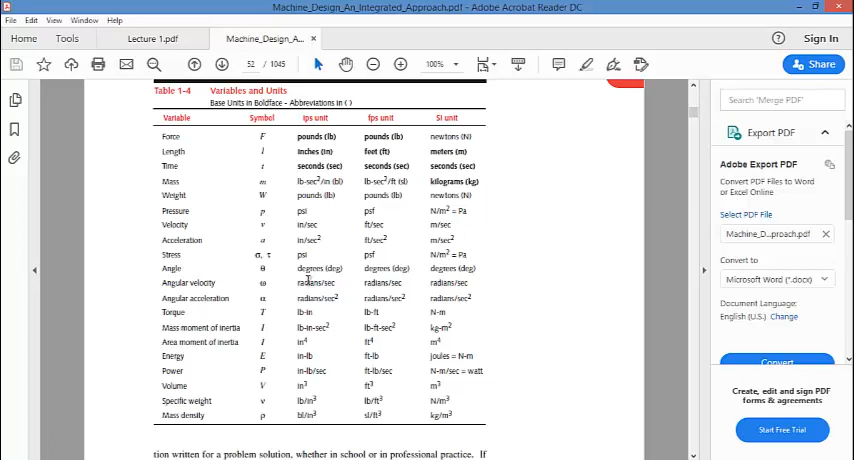 Machine_Design_An_Integrated_Approach.pdf - Adobe Acrobat Reader DC
File Edit View Window Help
Home Tools Lecture 1.pdf Machine_Design_An... × Sign In
52 / 1045 100% Share
Table 1-4 Variables and Units
Base Units in Boldface - Abbreviations in ( )
Variable Symbol ips unit fps unit SI unit
Force F pounds (lb) pounds (lb) newtons (N)
Length l inches (in) feet (ft) meters (m)
Time t seconds (sec) seconds (sec) seconds (sec)
Mass m lb-sec²/in (bl) lb-sec²/ft (sl) kilograms (kg)
Weight W pounds (lb) pounds (lb) newtons (N)
Pressure p psi psf N/m² = Pa
Velocity v in/sec ft/sec m/sec
Acceleration a in/sec² ft/sec² m/sec²
Stress σ, τ psi psf N/m² = Pa
Angle θ degrees (deg) degrees (deg) degrees (deg)
Angular velocity ω radians/sec radians/sec radians/sec
Angular acceleration α radians/sec² radians/sec² radians/sec²
Torque T lb-in lb-ft N-m
Mass moment of inertia I lb-in-sec² lb-ft-sec² kg-m²
Area moment of inertia I in⁴ ft⁴ m⁴
Energy E in-lb ft-lb joules = N-m
Power P in-lb/sec ft-lb/sec N-m/sec = watt
Volume V in³ ft³ m³
Specific weight ν lb/in³ lb/ft³ N/m³
Mass density ρ bl/in³ sl/ft³ kg/m³
tion written for a problem solution, whether in school or in professional practice. If
Search 'Merge PDF'
Export PDF
Adobe Export PDF
Convert PDF Files to Word
or Excel Online
Select PDF File
Machine_D...proach.pdf
Convert to
Microsoft Word (*.docx)
Document Language:
English (U.S.) Change
Convert
Create, edit and sign PDF
forms & agreements
Start Free Trial